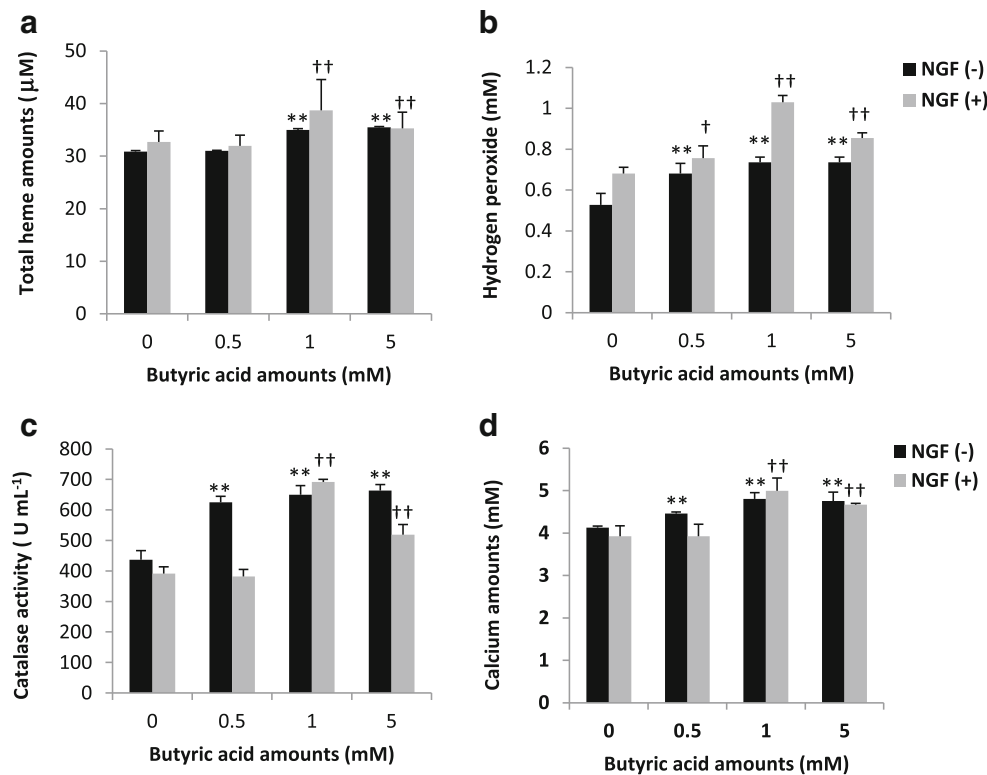 a
Total heme amounts (µM)
50
40
30
20
10
0
** †† ** ††
0 0.5 1 5
Butyric acid amounts (mM)
b
Hydrogen peroxide (mM)
1.2
1
0.8
0.6
0.4
0.2
0
** † ** †† ** ††
0 0.5 1 5
Butyric acid amounts (mM)
NGF (-)
NGF (+)
c
Catalase activity ( U mL-1)
800
700
600
500
400
300
200
100
0
** ** †† ** ††
0 0.5 1 5
Butyric acid amounts (mM)
d
Calcium amounts (mM)
6
5
4
3
2
1
0
** ** †† ** ††
0 0.5 1 5
Butyric acid amounts (mM)
NGF (-)
NGF (+)